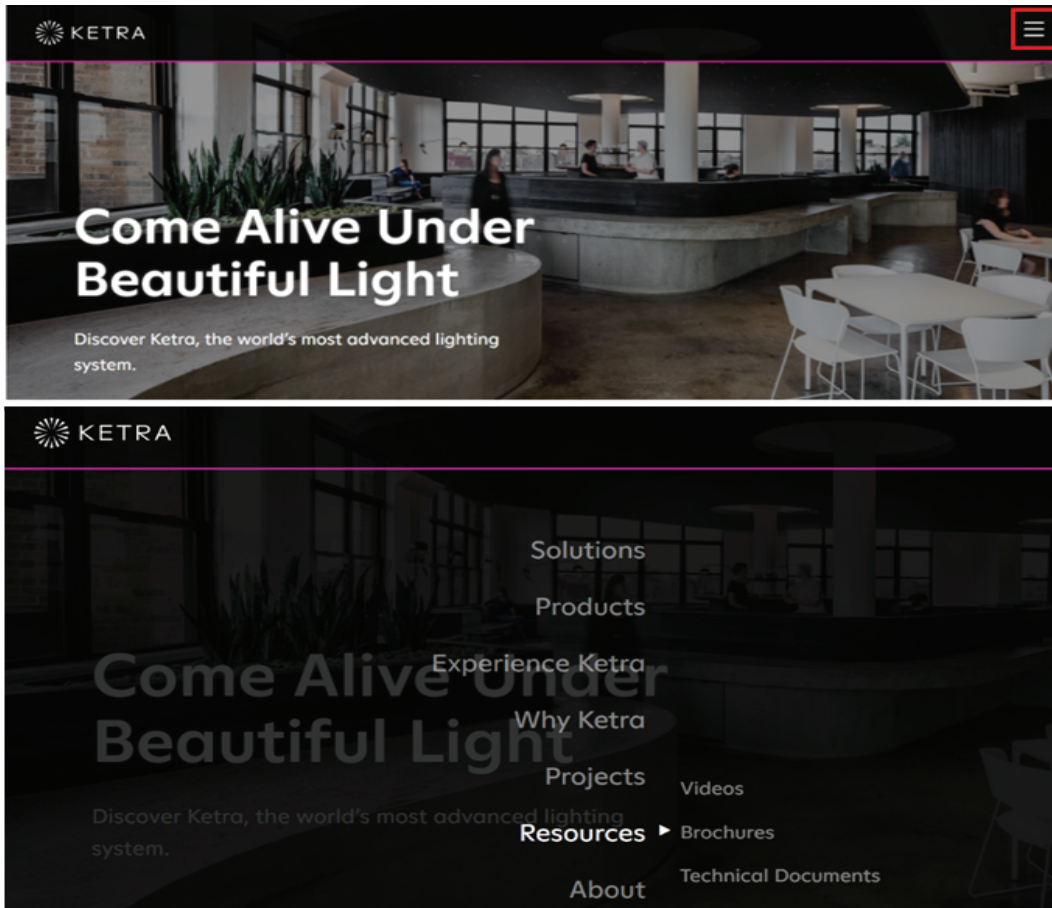 KETRA
Come Alive Under
Beautiful Light
Discover Ketra, the world's most advanced lighting
system.
KETRA
Solutions
Products
Experience Ketra
Why Ketra
Projects
Resources
About
Videos
Brochures
Technical Documents
Come Alive Under
Beautiful Light
Discover Ketra, the world's most advanced lighting
system.